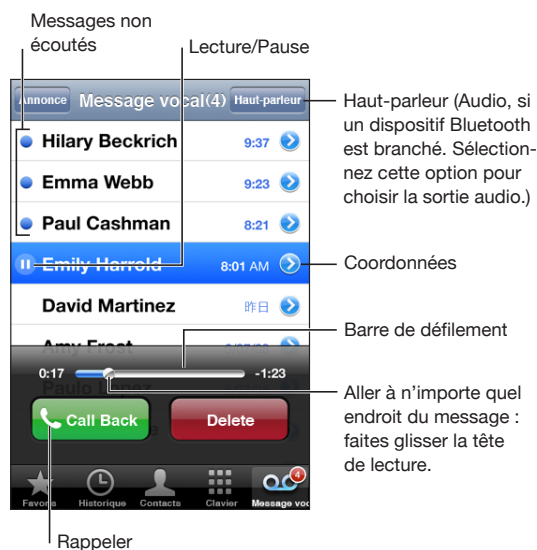 Messages non
écoutés
Lecture/Pause
Annonce Message vocal(4) Haut-parleur
Hilary Beckrich 9:37
Emma Webb 9:23
Paul Cashman 8:21
Emily Harrold 8:01 AM
David Martinez 昨日
Amy Frost
0:17 -1:23
Paulo Lopez
Call Back Delete
Favoris Historique Contacts Clavier Message voc
4
Haut-parleur (Audio, si
un dispositif Bluetooth
est branché. Sélection-
nez cette option pour
choisir la sortie audio.)
Coordonnées
Barre de défilement
Aller à n’importe quel
endroit du message :
faites glisser la tête
de lecture.
Rappeler